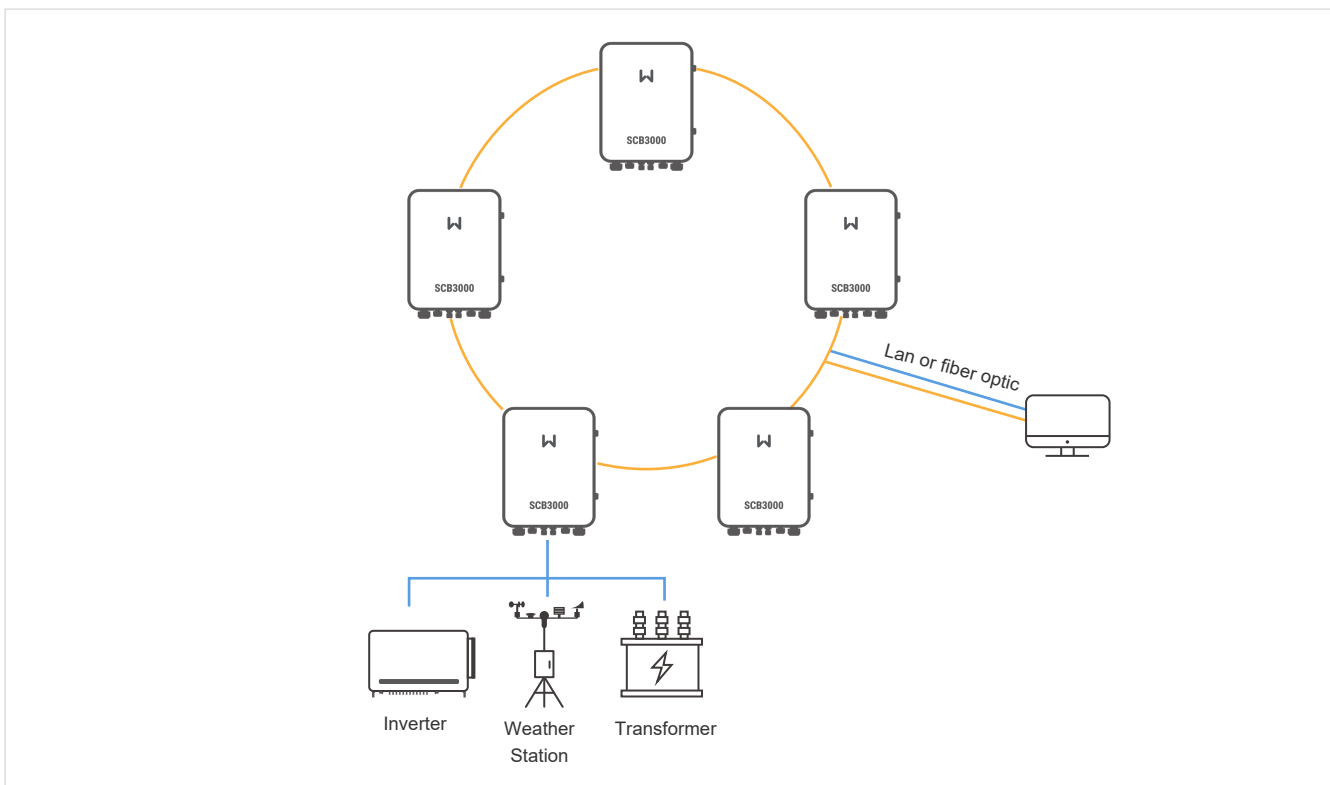 SCB3000
SCB3000
SCB3000
Lan or fiber optic
SCB3000
SCB3000
Inverter
Weather
Station
Transformer